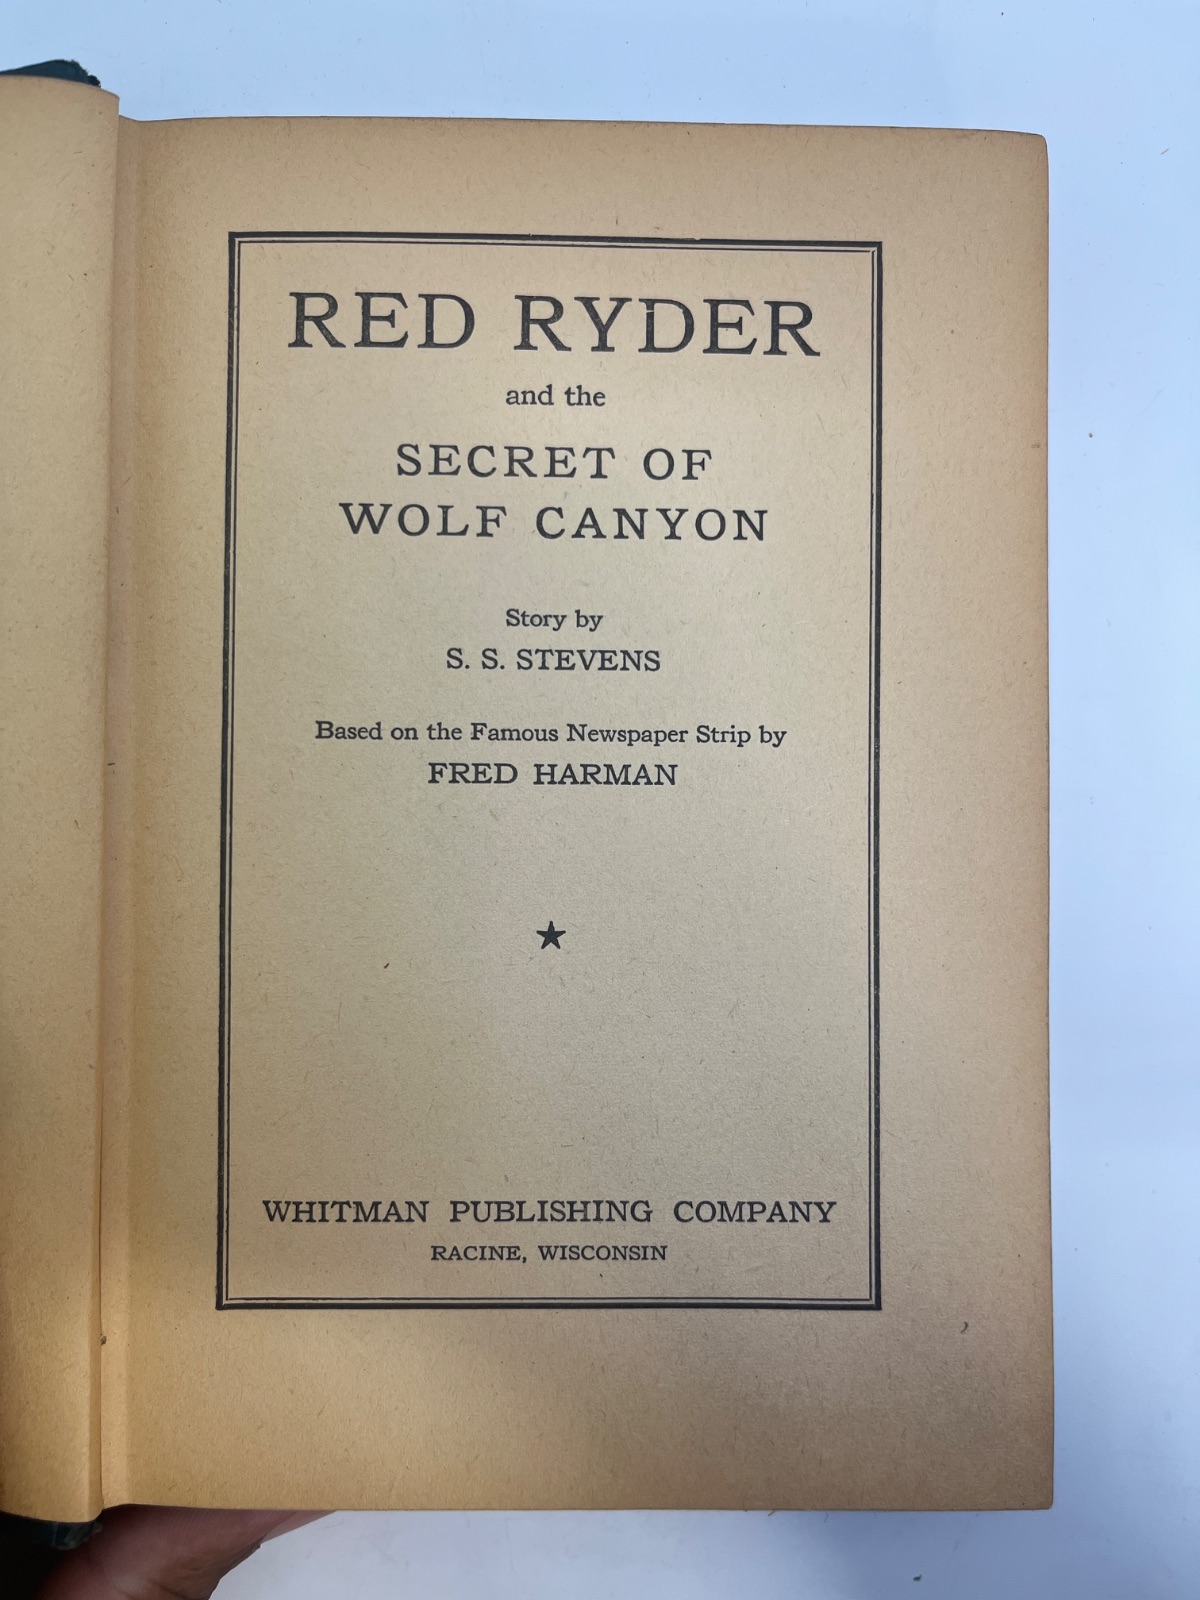 RED RYDER
and the
SECRET OF
WOLF CANYON
Story by
S. S. STEVENS
Based on the Famous Newspaper Strip by
FRED HARMAN
WHITMAN PUBLISHING COMPANY
RACINE, WISCONSIN